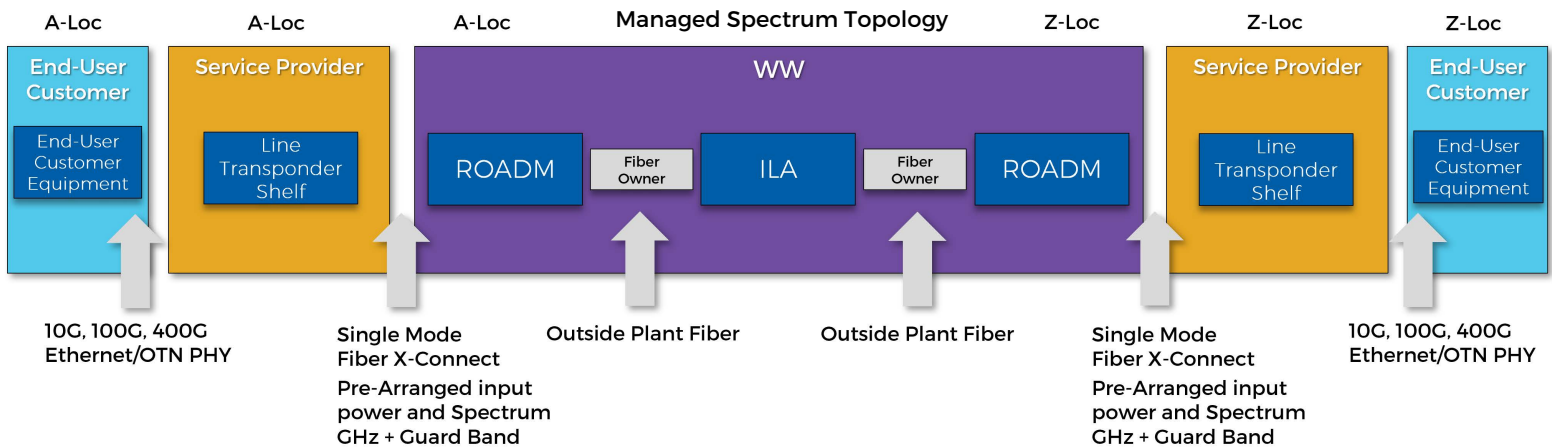 Managed Spectrum Topology
A-Loc
A-Loc
A-Loc
Z-Loc
Z-Loc
Z-Loc
End-User
Customer
End-User
Customer
Equipment
Service Provider
Line
Transponder
Shelf
WW
ROADM
Fiber
Owner
ILA
Fiber
Owner
ROADM
Service Provider
Line
Transponder
Shelf
End-User
Customer
End-User
Customer
Equipment
10G, 100G, 400G
Ethernet/OTN PHY
Single Mode
Fiber X-Connect
Pre-Arranged input
power and Spectrum
GHz + Guard Band
Outside Plant Fiber
Outside Plant Fiber
Single Mode
Fiber X-Connect
Pre-Arranged input
power and Spectrum
GHz + Guard Band
10G, 100G, 400G
Ethernet/OTN PHY